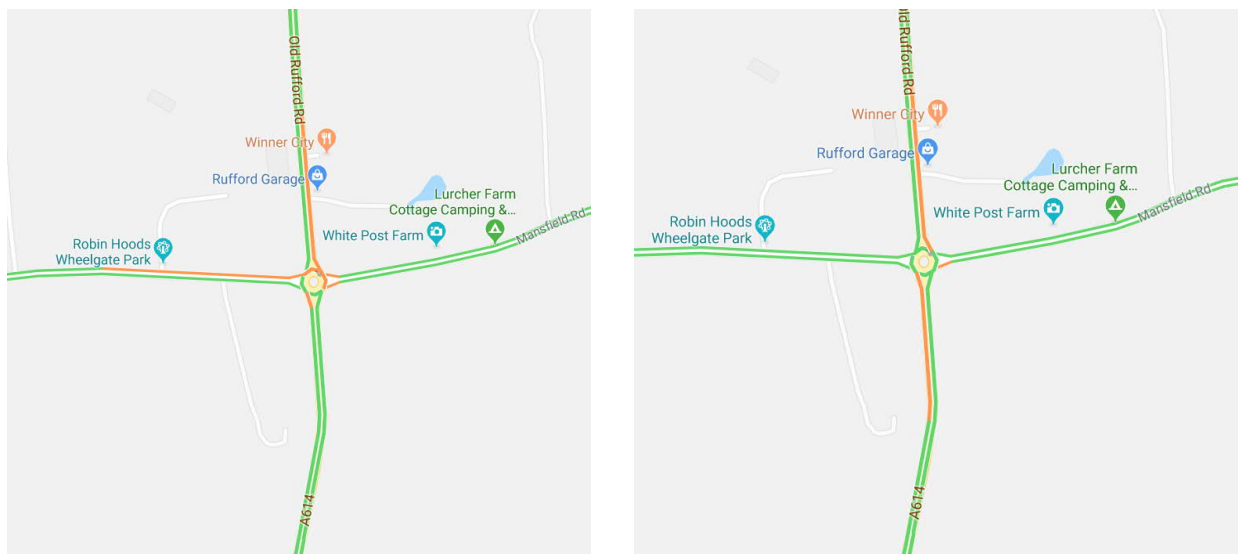 Old Rufford Rd
Winner City
Rufford Garage
Lurcher Farm
Cottage Camping &...
Mansfield Rd
White Post Farm
Robin Hoods
Wheelgate Park
A614
Old Rufford Rd
Winner City
Rufford Garage
Lurcher Farm
Cottage Camping &...
Mansfield Rd
White Post Farm
Robin Hoods
Wheelgate Park
A614